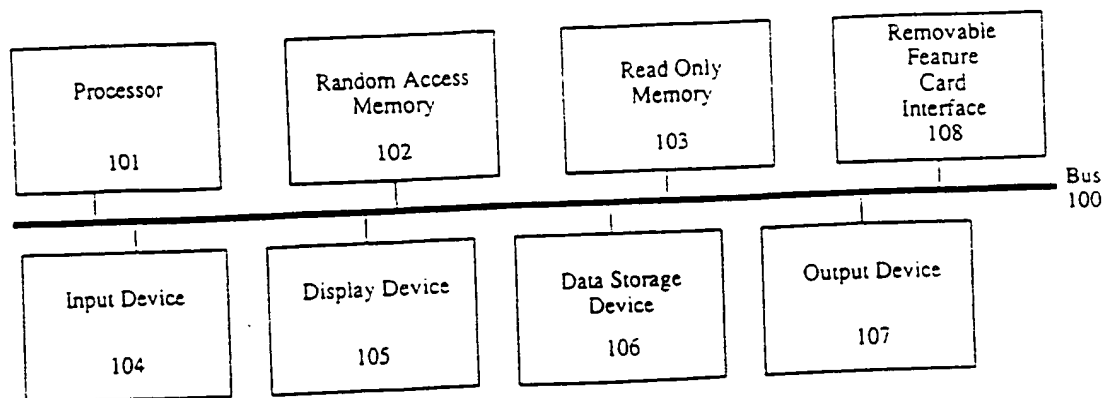 Processor
101
Random Access
Memory
102
Read Only
Memory
103
Removable
Feature
Card
Interface
108
Bus
100
Input Device
104
Display Device
105
Data Storage
Device
106
Output Device
107